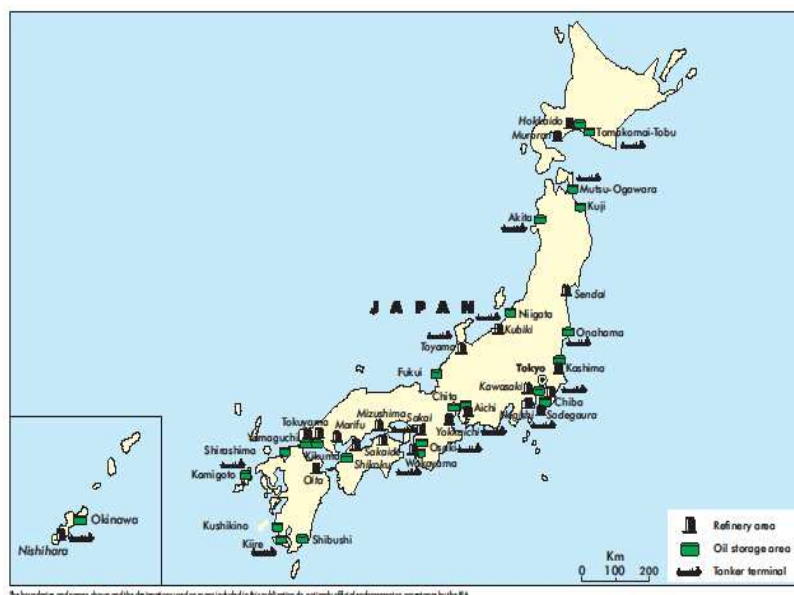 Hokkaido
Muroran
Tomakomai-Tobu
Mutsu-Ogawara
Kuji
Akita
Sendai
JAPAN
Niigata
Kubiki
Onahama
Toyama
Kashima
Tokyo
Fukui
Kawasaki
Chita
Aichi
Chiba
Negishi
Sodegaura
Mizushima
Sakai
Tokuyama
Marifu
Yokkaichi
Yamaguchi
Osaka
Shirashima
Kikuma
Sakaide
Shikoku
Wakayama
Kamigoto
Oita
Okinawa
Nishihara
Kushikino
Kiire
Shibushi
Refinery area
Oil storage area
Tanker terminal
Km
0 100 200